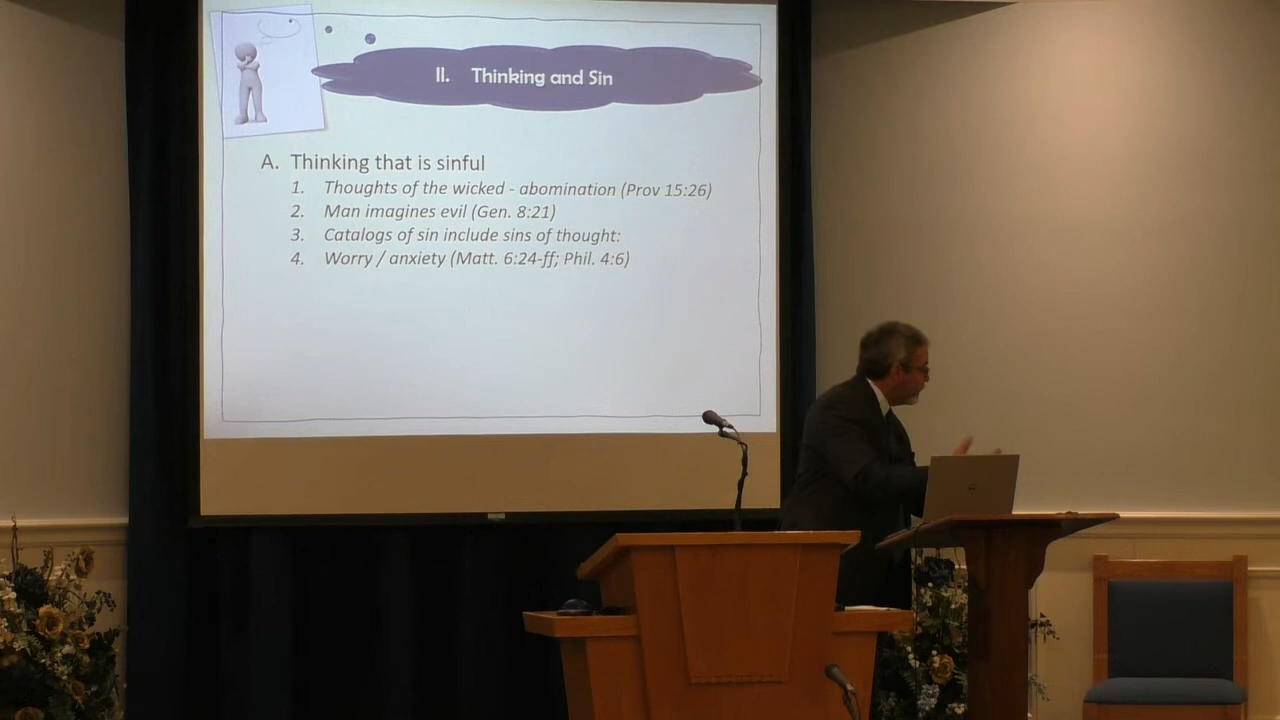 II. Thinking and Sin
A. Thinking that is sinful
1. Thoughts of the wicked - abomination (Prov 15:26)
2. Man imagines evil (Gen. 8:21)
3. Catalogs of sin include sins of thought:
4. Worry / anxiety (Matt. 6:24-ff; Phil. 4:6)